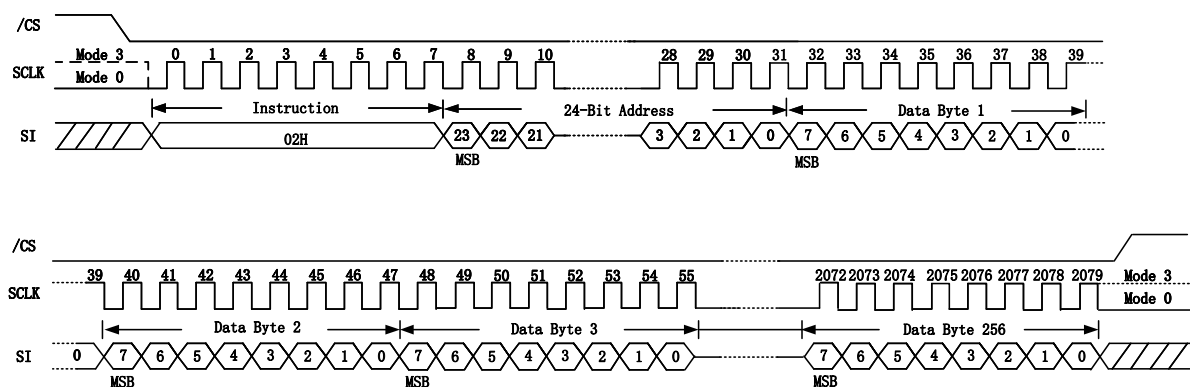 /CS
Mode 3 0 1 2 3 4 5 6 7 8 9 10 28 29 30 31 32 33 34 35 36 37 38 39
SCLK Mode 0
Instruction 24-Bit Address Data Byte 1
SI 02H 23 22 21 3 2 1 0 7 6 5 4 3 2 1 0
MSB MSB
/CS
39 40 41 42 43 44 45 46 47 48 49 50 51 52 53 54 55 2072 2073 2074 2075 2076 2077 2078 2079 Mode 3
SCLK Mode 0
Data Byte 2 Data Byte 3 Data Byte 256
SI 0 7 6 5 4 3 2 1 0 7 6 5 4 3 2 1 0 7 6 5 4 3 2 1 0
MSB MSB MSB